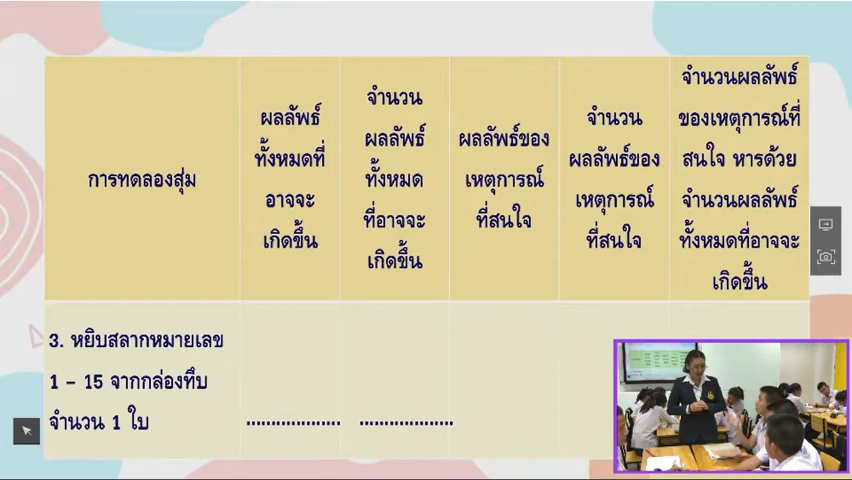 การทดลองสุ่ม
ผลลัพธ์
ทั้งหมดที่
อาจจะ
เกิดขึ้น
จำนวน
ผลลัพธ์
ทั้งหมด
ที่อาจจะ
เกิดขึ้น
ผลลัพธ์ของ
เหตุการณ์
ที่สนใจ
จำนวน
ผลลัพธ์ของ
เหตุการณ์
ที่สนใจ
จำนวนผลลัพธ์
ของเหตุการณ์ที่
สนใจ หารด้วย
จำนวนผลลัพธ์
ทั้งหมดที่อาจจะ
เกิดขึ้น
3. หยิบสลากหมายเลข
1 – 15 จากกล่องทึบ
จำนวน 1 ใบ
.................... ....................